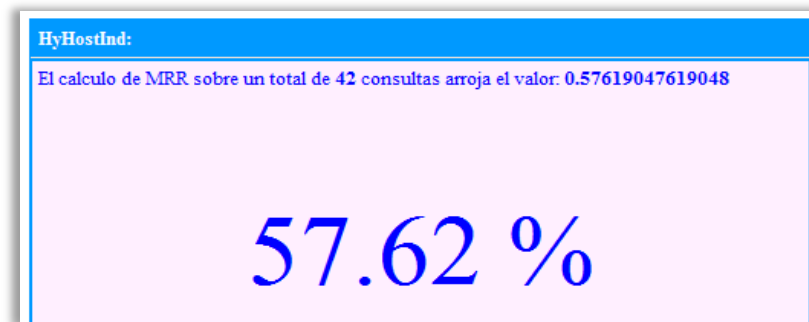 HyHostInd:
El calculo de MRR sobre un total de 42 consultas arroja el valor: 0.57619047619048
57.62 %